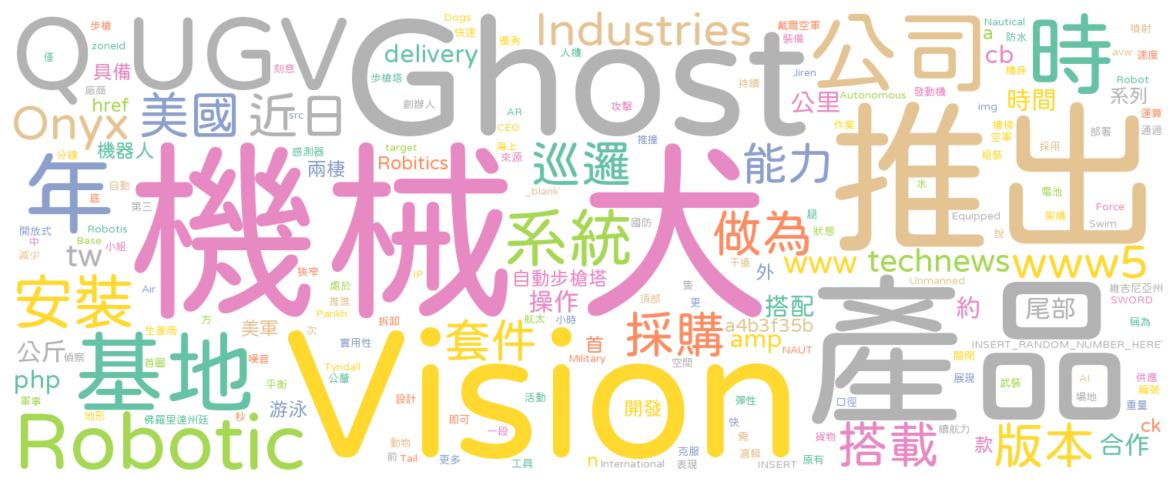 Q-UGV
Ghost
Industries
公司
時
delivery
具備
href
Onyx
美國
近日
公里
cb
a
時間
系列
年
機械犬
推出
巡邏
能力
兩棲
Robitics
機器人
tw
系統
做為
www
technews
www5
安裝
自動步槍塔
操作
外
搭配
約
產品
尾部
基地
Vision
套件
首
採購
a4b3f35b
amp
公斤
美軍
php
Robotic
游泳
開發
搭載
款
版本
合作
ck
僅
步槍
zoneid
廠商
刻意
Dogs
快速
優秀
步槍塔
創辦人
AR
CEO
海上
來源
人機
攻擊
推撞
持續
戴爾空軍
裝備
Jiren
Autonomous
Nautical
防水
機身
發動機
作業
img
樓梯
空軍
組裝
avw
噴射
速度
Robot
運算
部署
通過
採用
分鐘
感測器
src
target
_blank
自動
底
第三
開放式
中
Robotis
Base
小組
減少
狹窄
處於
IP
推進
Parikh
拆卸
Air
万
航太
小時
國防
頂部
隻
更
干擾
腿
狀態
水
電池
架構
Force
Equipped
說
Swim
Unmanned
維吉尼亞州
SWORD
稱為
INSERT_RANDOM_NUMBER_HERE
偵察
首圖
生產商
噪音
次
實用性
Tyndall
公釐
平衡
軍事
地形
佛羅里達州廷
秒
設計
即可
活動
一段
動物
前
Tail
更多
工具
n
International
Military
空間
NAUT
彈性
快
需
克服
表現
貨物
邏輯
INSERT
原有
口徑
續航力
關閉
展現
武裝
AI
場地
供應
編號
重量